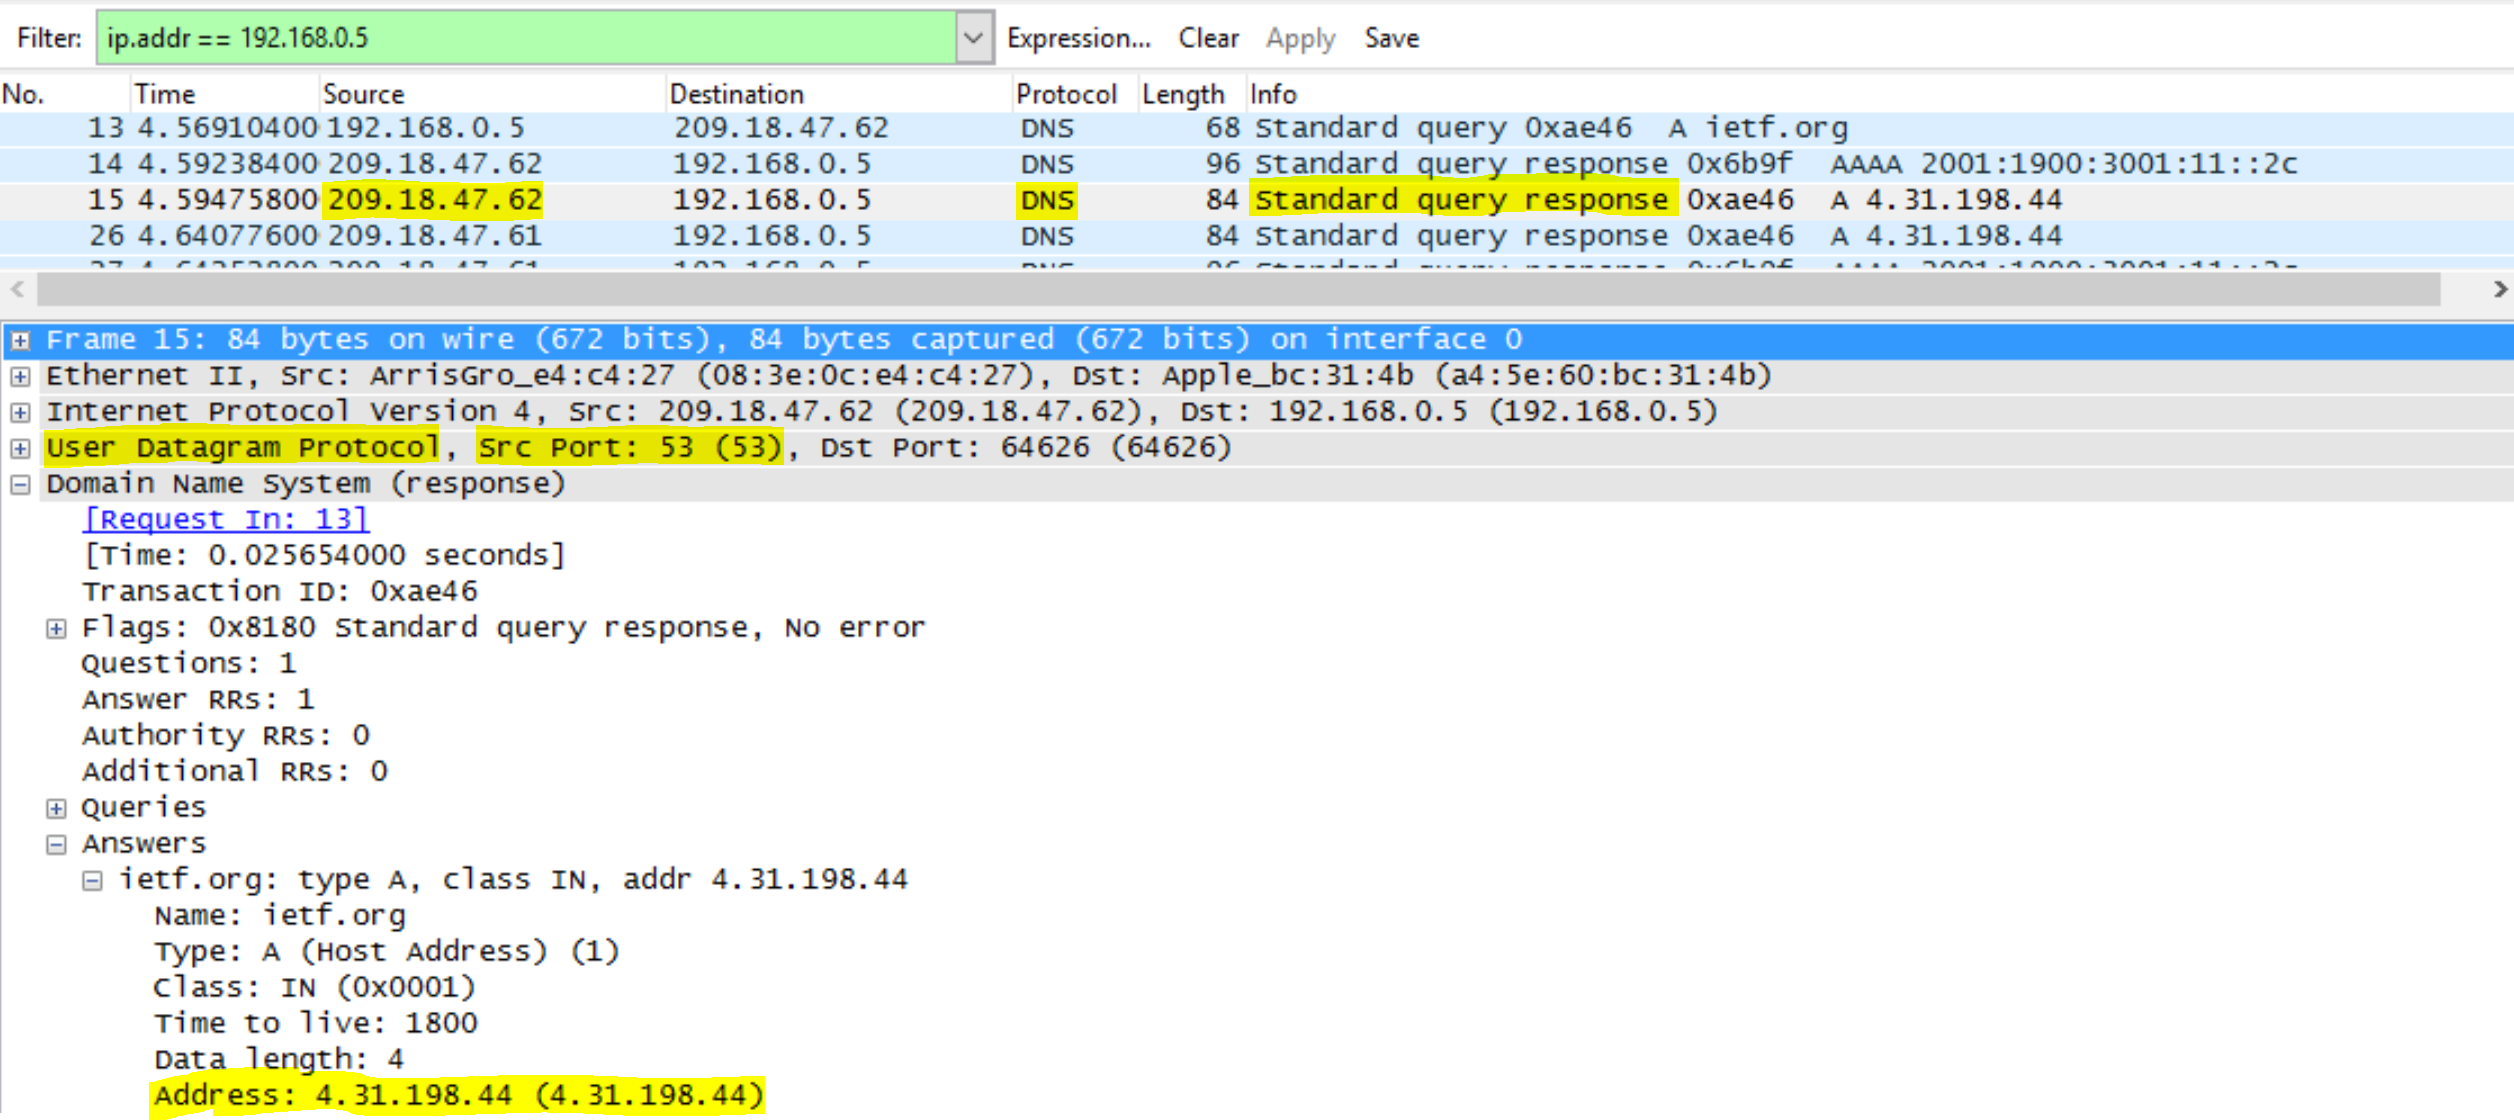 Filter: ip.addr == 192.168.0.5 Expression... Clear Apply Save
No. Time Source Destination Protocol Length Info
13 4.56910400 192.168.0.5 209.18.47.62 DNS 68 Standard query 0xae46 A ietf.org
14 4.59238400 209.18.47.62 192.168.0.5 DNS 96 Standard query response 0x6b9f AAAA 2001:1900:3001:11::2c
15 4.59475800 209.18.47.62 192.168.0.5 DNS 84 Standard query response 0xae46 A 4.31.198.44
26 4.64077600 209.18.47.61 192.168.0.5 DNS 84 Standard query response 0xae46 A 4.31.198.44
Frame 15: 84 bytes on wire (672 bits), 84 bytes captured (672 bits) on interface 0
Ethernet II, Src: ArrisGro_e4:c4:27 (08:3e:0c:e4:c4:27), Dst: Apple_bc:31:4b (a4:5e:60:bc:31:4b)
Internet Protocol Version 4, Src: 209.18.47.62 (209.18.47.62), Dst: 192.168.0.5 (192.168.0.5)
User Datagram Protocol, Src Port: 53 (53), Dst Port: 64626 (64626)
Domain Name System (response)
[Request In: 13]
[Time: 0.025654000 seconds]
Transaction ID: 0xae46
Flags: 0x8180 Standard query response, No error
Questions: 1
Answer RRs: 1
Authority RRs: 0
Additional RRs: 0
Queries
Answers
ietf.org: type A, class IN, addr 4.31.198.44
Name: ietf.org
Type: A (Host Address) (1)
Class: IN (0x0001)
Time to live: 1800
Data length: 4
Address: 4.31.198.44 (4.31.198.44)